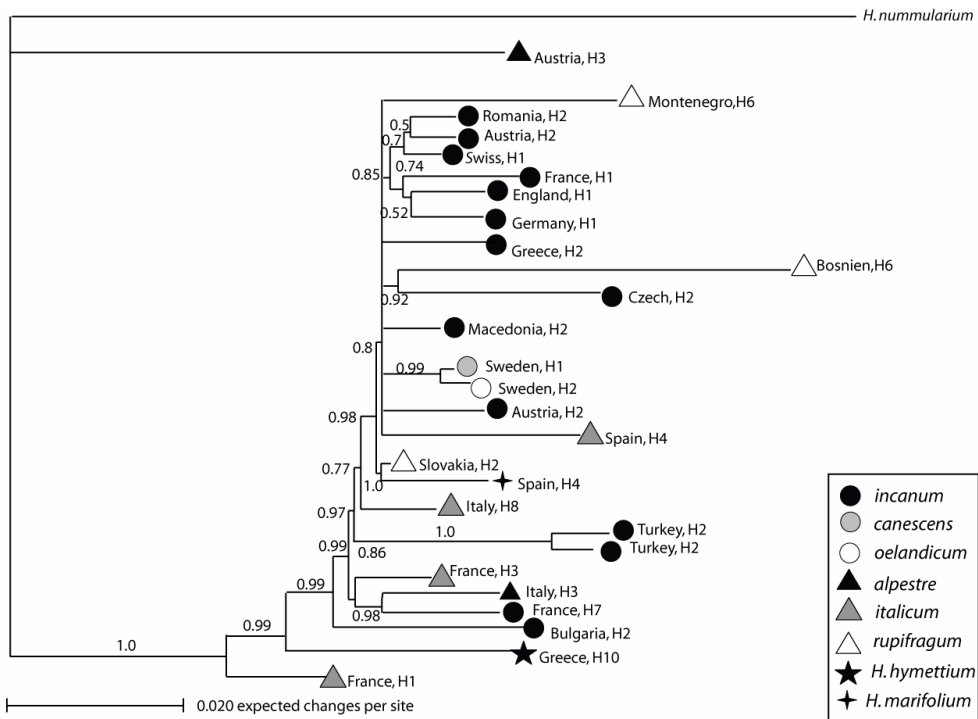 H. nummularium
Austria, H3
Montenegro,H6
0.5
Romania, H2
0.7
Austria, H2
Swiss, H1
0.85
0.74
France, H1
England, H1
0.52
Germany, H1
Greece, H2
Bosnien,H6
0.92
Czech, H2
Macedonia, H2
0.8
0.99
Sweden, H1
Sweden, H2
Austria, H2
0.98
Spain, H4
0.77
Slovakia, H2
1.0
Spain, H4
Italy, H8
0.97
1.0
Turkey, H2
Turkey, H2
0.99
0.86
France, H3
0.99
Italy, H3
0.98
France, H7
Bulgaria, H2
0.99
1.0
Greece, H10
France, H1
0.020 expected changes per site
incanum
canescens
oelandicum
alpestre
italicum
rupifragum
H. hymettium
H. marifolium